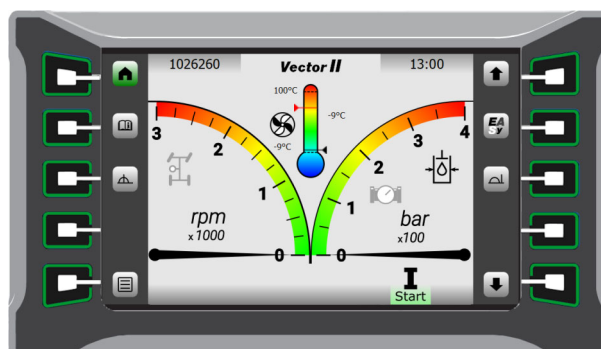 1026260
Vector II
13:00
100°C
-9°C
-9°C
3
2
1
0
rpm
x 1000
4
3
2
1
0
bar
x100
EA
Sy
Start